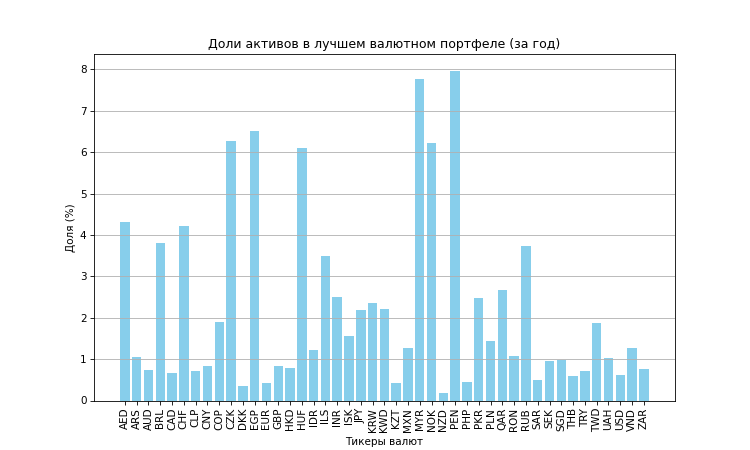 Доли активов в лучшем валютном портфеле (за год)
Доля (%)
8
7
6
5
4
3
2
1
0
AED ARS AUD BRL CAD CHF CLP CNY COP CZK DKK EGP EUR GBP HKD HUF IDR ILS INR ISK JPY KRW KWD KZT MXN MYR NOK NZD PEN PHP PKR PLN QAR RON RUB SAR SEK SGD THB TRY TWD UAH USD VND ZAR
Тикеры валют